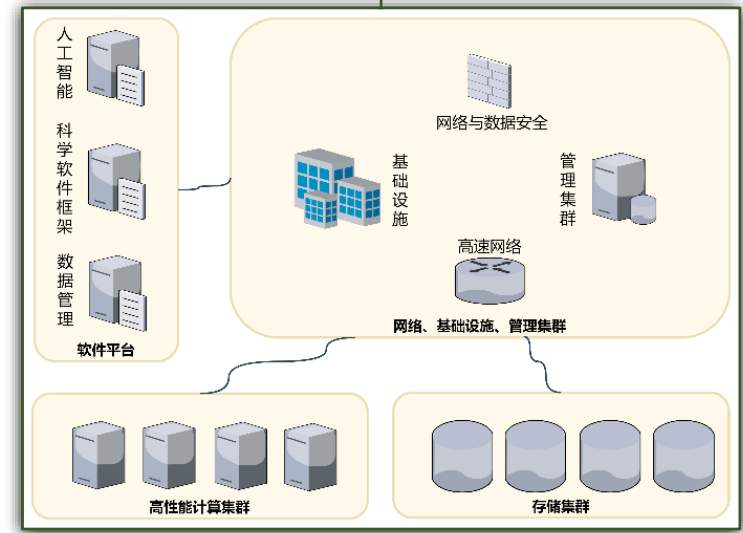 人工智能
科学软件框架
数据管理
软件平台
网络与数据安全
基础设施
管理集群
高速网络
网络、基础设施、管理集群
高性能计算集群
存储集群